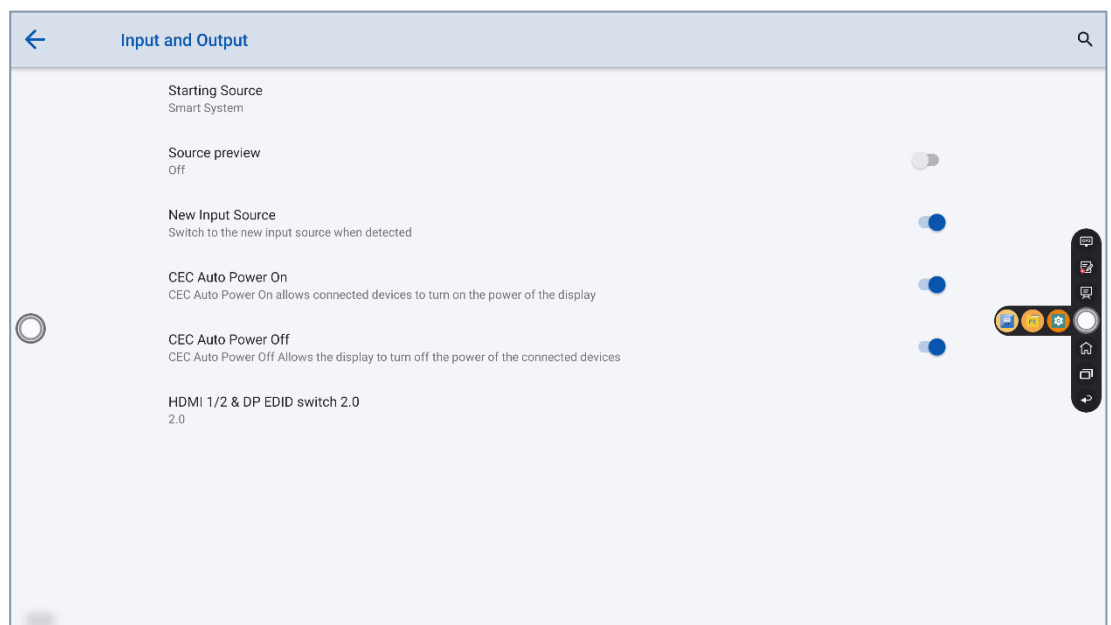 Input and Output
Starting Source
Smart System
Source preview
Off
New Input Source
Switch to the new input source when detected
CEC Auto Power On
CEC Auto Power On allows connected devices to turn on the power of the display
CEC Auto Power Off
CEC Auto Power Off Allows the display to turn off the power of the connected devices
HDMI 1/2 & DP EDID switch 2.0
2.0